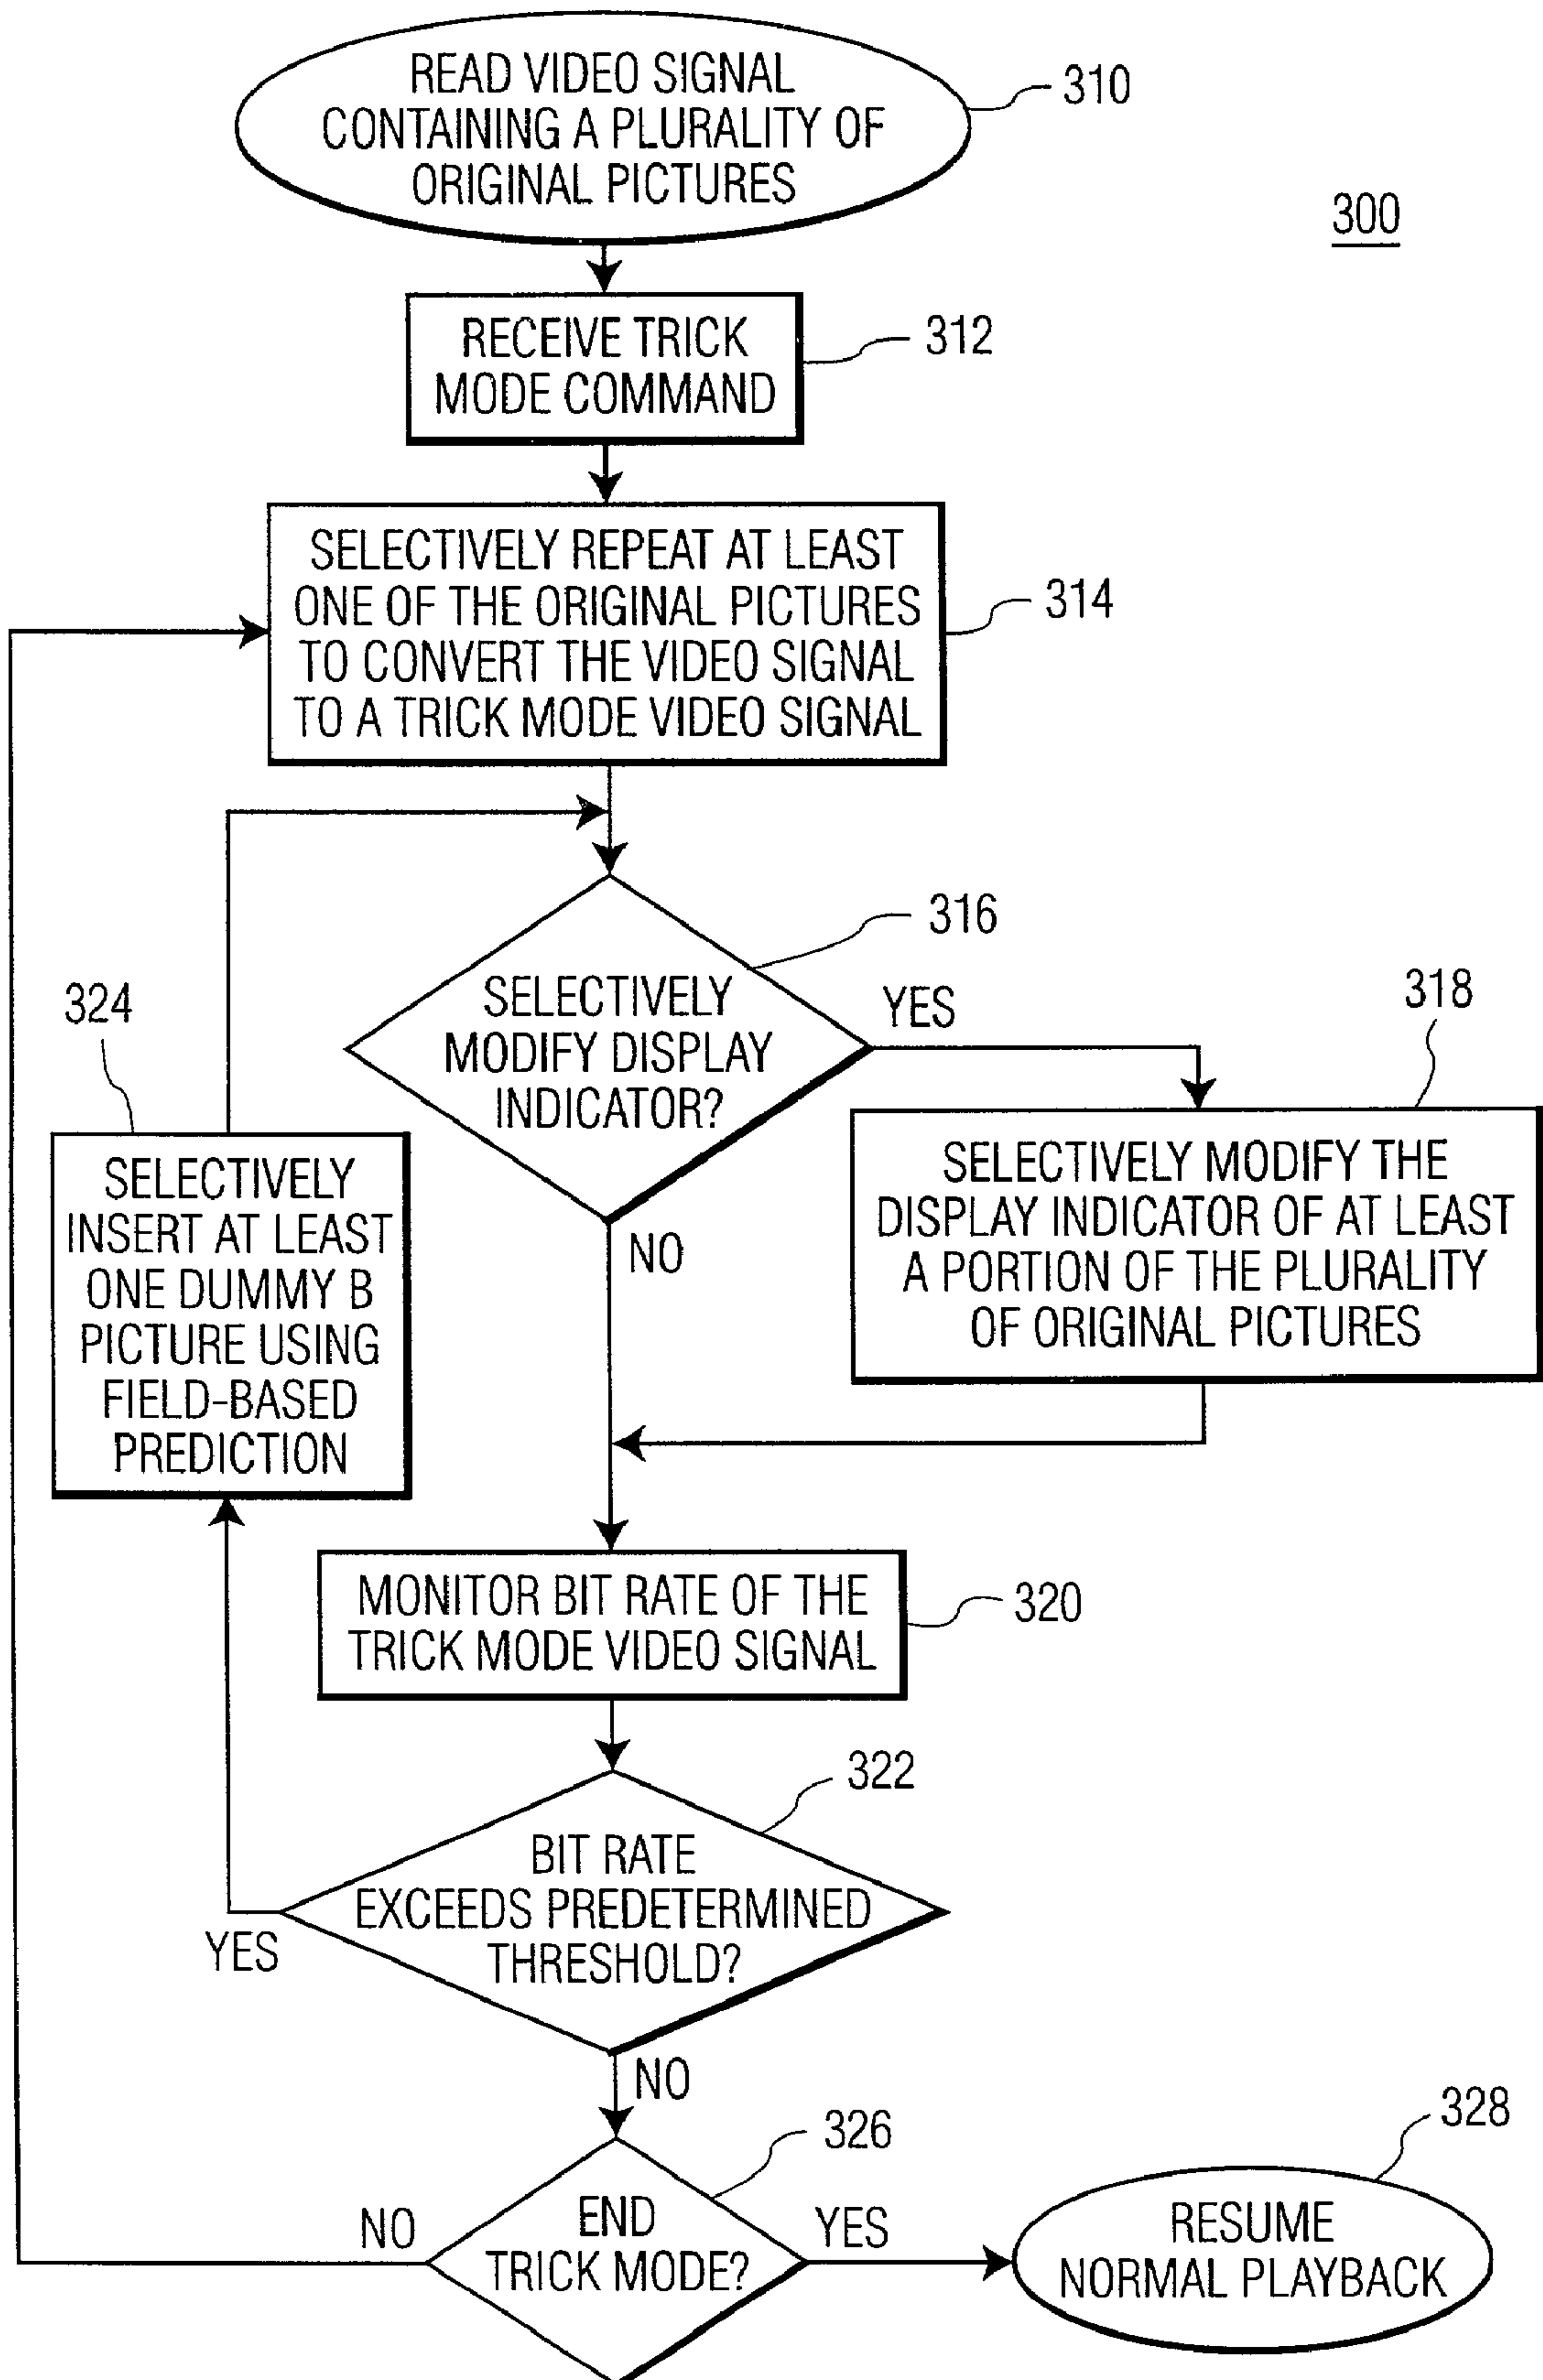 READ VIDEO SIGNAL
CONTAINING A PLURALITY OF
ORIGINAL PICTURES
310
300
RECEIVE TRICK
MODE COMMAND
312
SELECTIVELY REPEAT AT LEAST
ONE OF THE ORIGINAL PICTURES
TO CONVERT THE VIDEO SIGNAL
TO A TRICK MODE VIDEO SIGNAL
314
316
SELECTIVELY
MODIFY DISPLAY
INDICATOR?
YES
NO
318
SELECTIVELY MODIFY THE
DISPLAY INDICATOR OF AT LEAST
A PORTION OF THE PLURALITY
OF ORIGINAL PICTURES
324
SELECTIVELY
INSERT AT LEAST
ONE DUMMY B
PICTURE USING
FIELD-BASED
PREDICTION
MONITOR BIT RATE OF THE
TRICK MODE VIDEO SIGNAL
320
322
BIT RATE
EXCEEDS PREDETERMINED
THRESHOLD?
YES
NO
326
END
TRICK MODE?
NO
YES
328
RESUME
NORMAL PLAYBACK